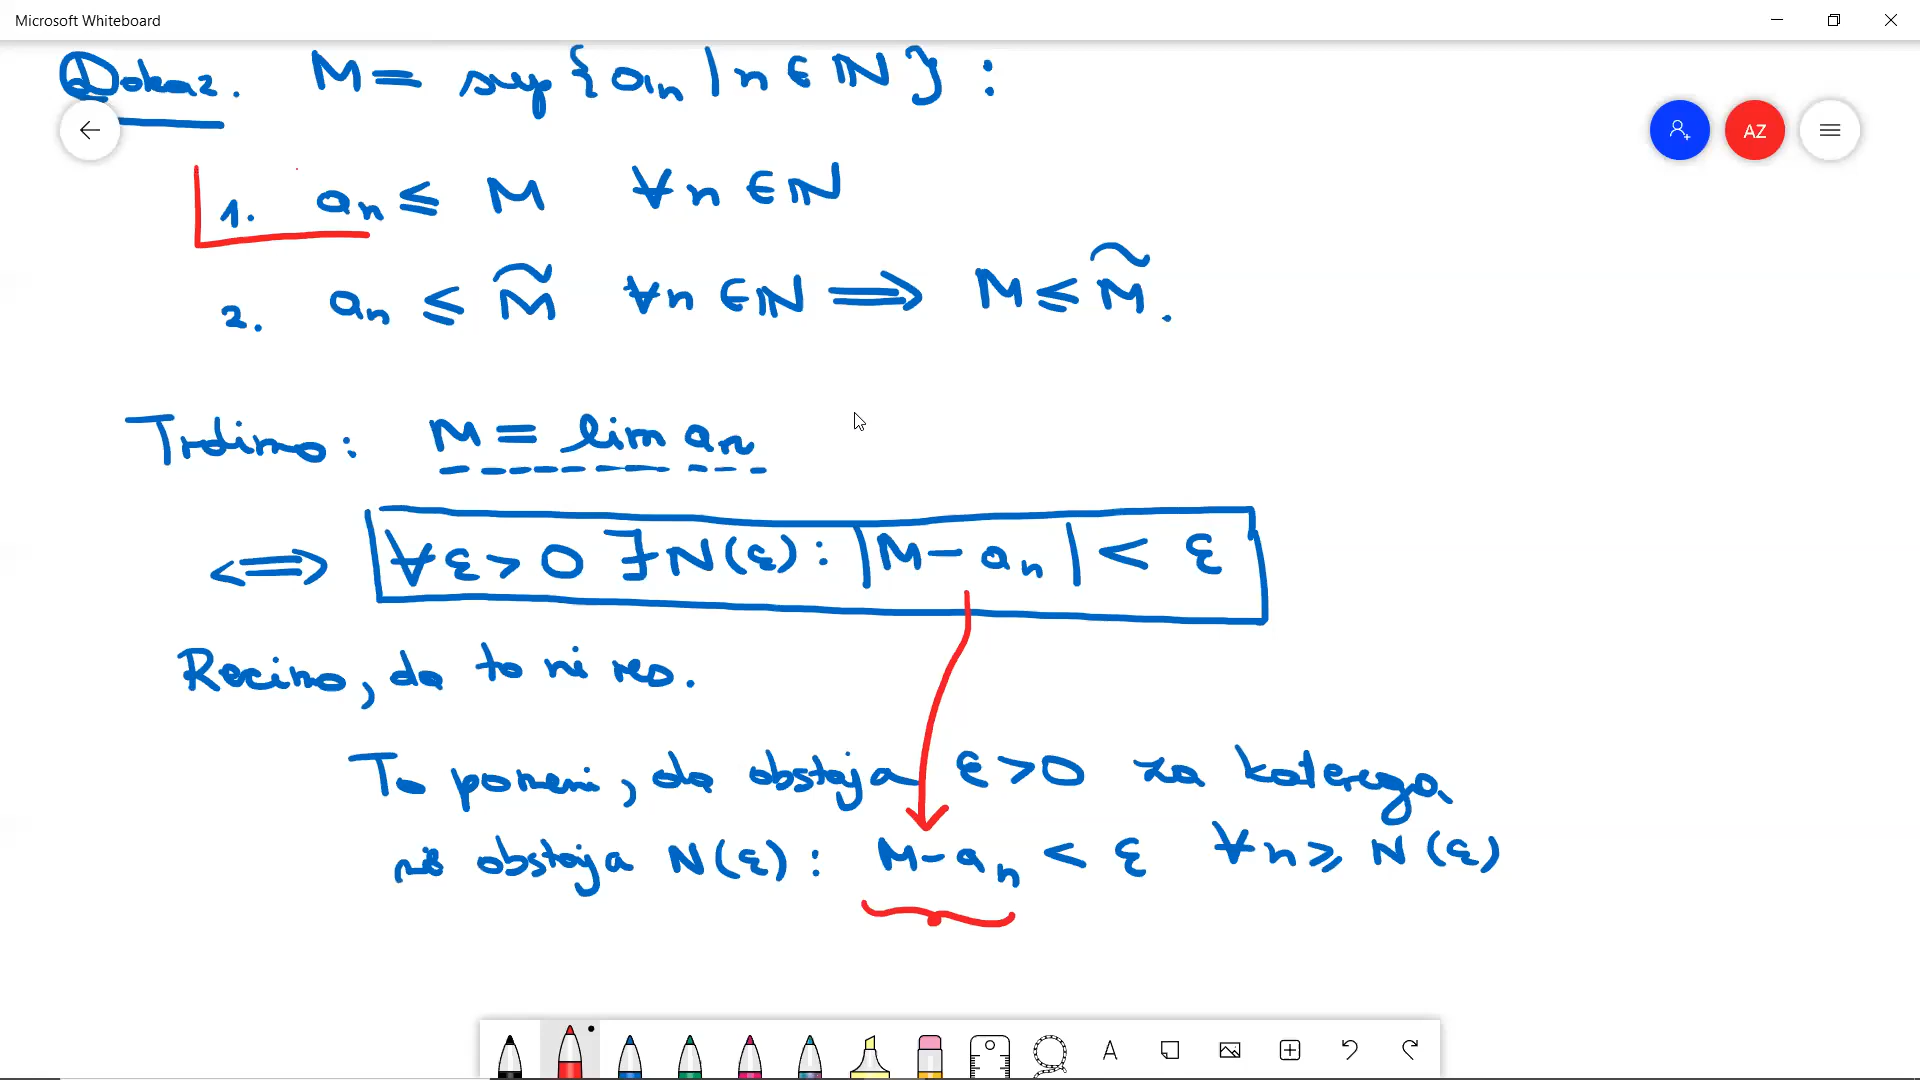 Microsoft Whiteboard
Dokaz. M = sup{an | n ∈ ℕ} :
AZ
1. an ≤ M ∀n ∈ ℕ
2. an ≤ M̃ ∀n ∈ ℕ ⟹ M ≤ M̃.
Trdimo: M = lim an
⟺ ∀ε > 0 ∃N(ε): |M - an| < ε
Recimo, da to ni res.
To pomeni, da obstaja ε > 0 za katerega
ne obstaja N(ε): M - an < ε ∀n ≥ N(ε)